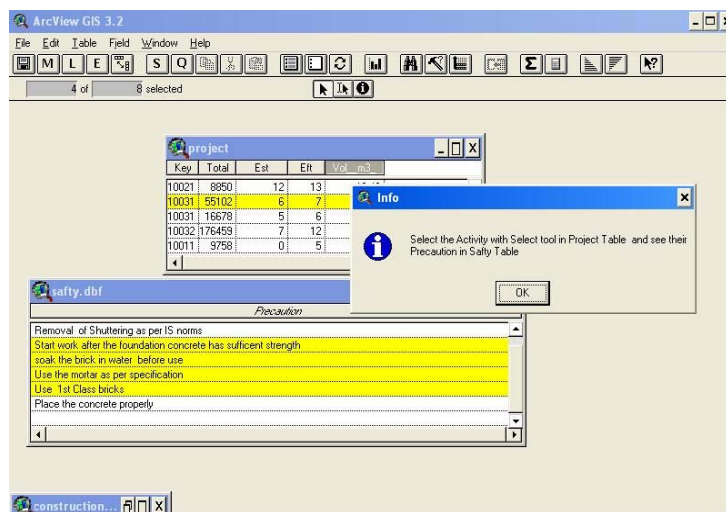 ArcView GIS 3.2
File Edit Table Field Window Help
M L E S Q
4 of 8 selected
project
Key Total Est Eft Vol_m3_
10021 8850 12 13
10031 55102 6 7
10031 16678 5 6
10032 176459 7 12
10011 9758 0 5
Info
Select the Activity with Select tool in Project Table and see their
Precaution in Safty Table
OK
safty.dbf
Precaution
Removal of Shuttering as per IS norms
Start work after the foundation concrete has sufficent strength
soak the brick in water before use
Use the mortar as per specification
Use 1st Class bricks
Place the concrete properly
construction...